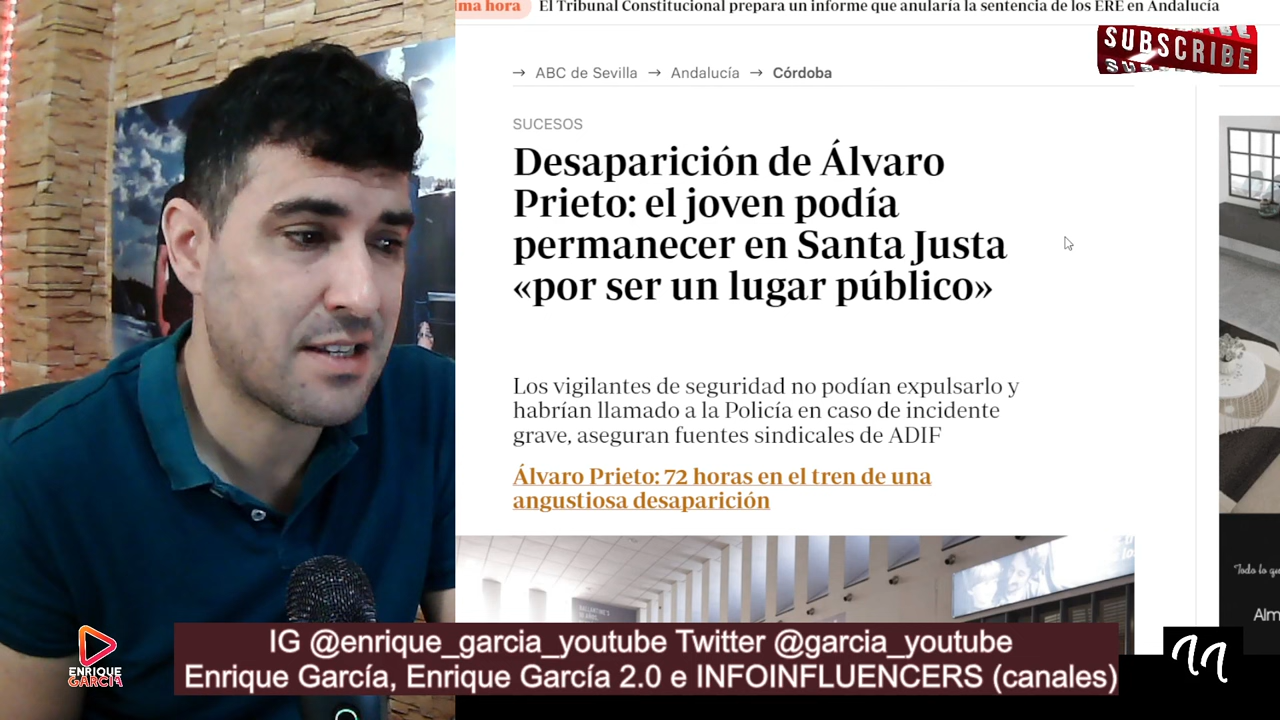 ma hora El Tribunal Constitucional prepara un informe que anularía la sentencia de los ERE en Andalucía
SUBSCRIBE
→ ABC de Sevilla → Andalucía → Córdoba
SUCESOS
Desaparición de Álvaro
Prieto: el joven podía
permanecer en Santa Justa
«por ser un lugar público»
Los vigilantes de seguridad no podían expulsarlo y
habrían llamado a la Policía en caso de incidente
grave, aseguran fuentes sindicales de ADIF
Álvaro Prieto: 72 horas en el tren de una
angustiosa desaparición
Todo lo qu
Alm
IG @enrique_garcia_youtube Twitter @garcia_youtube
Enrique García, Enrique García 2.0 e INFOINFLUENCERS (canales)
ENRIQUE
GARCÍA